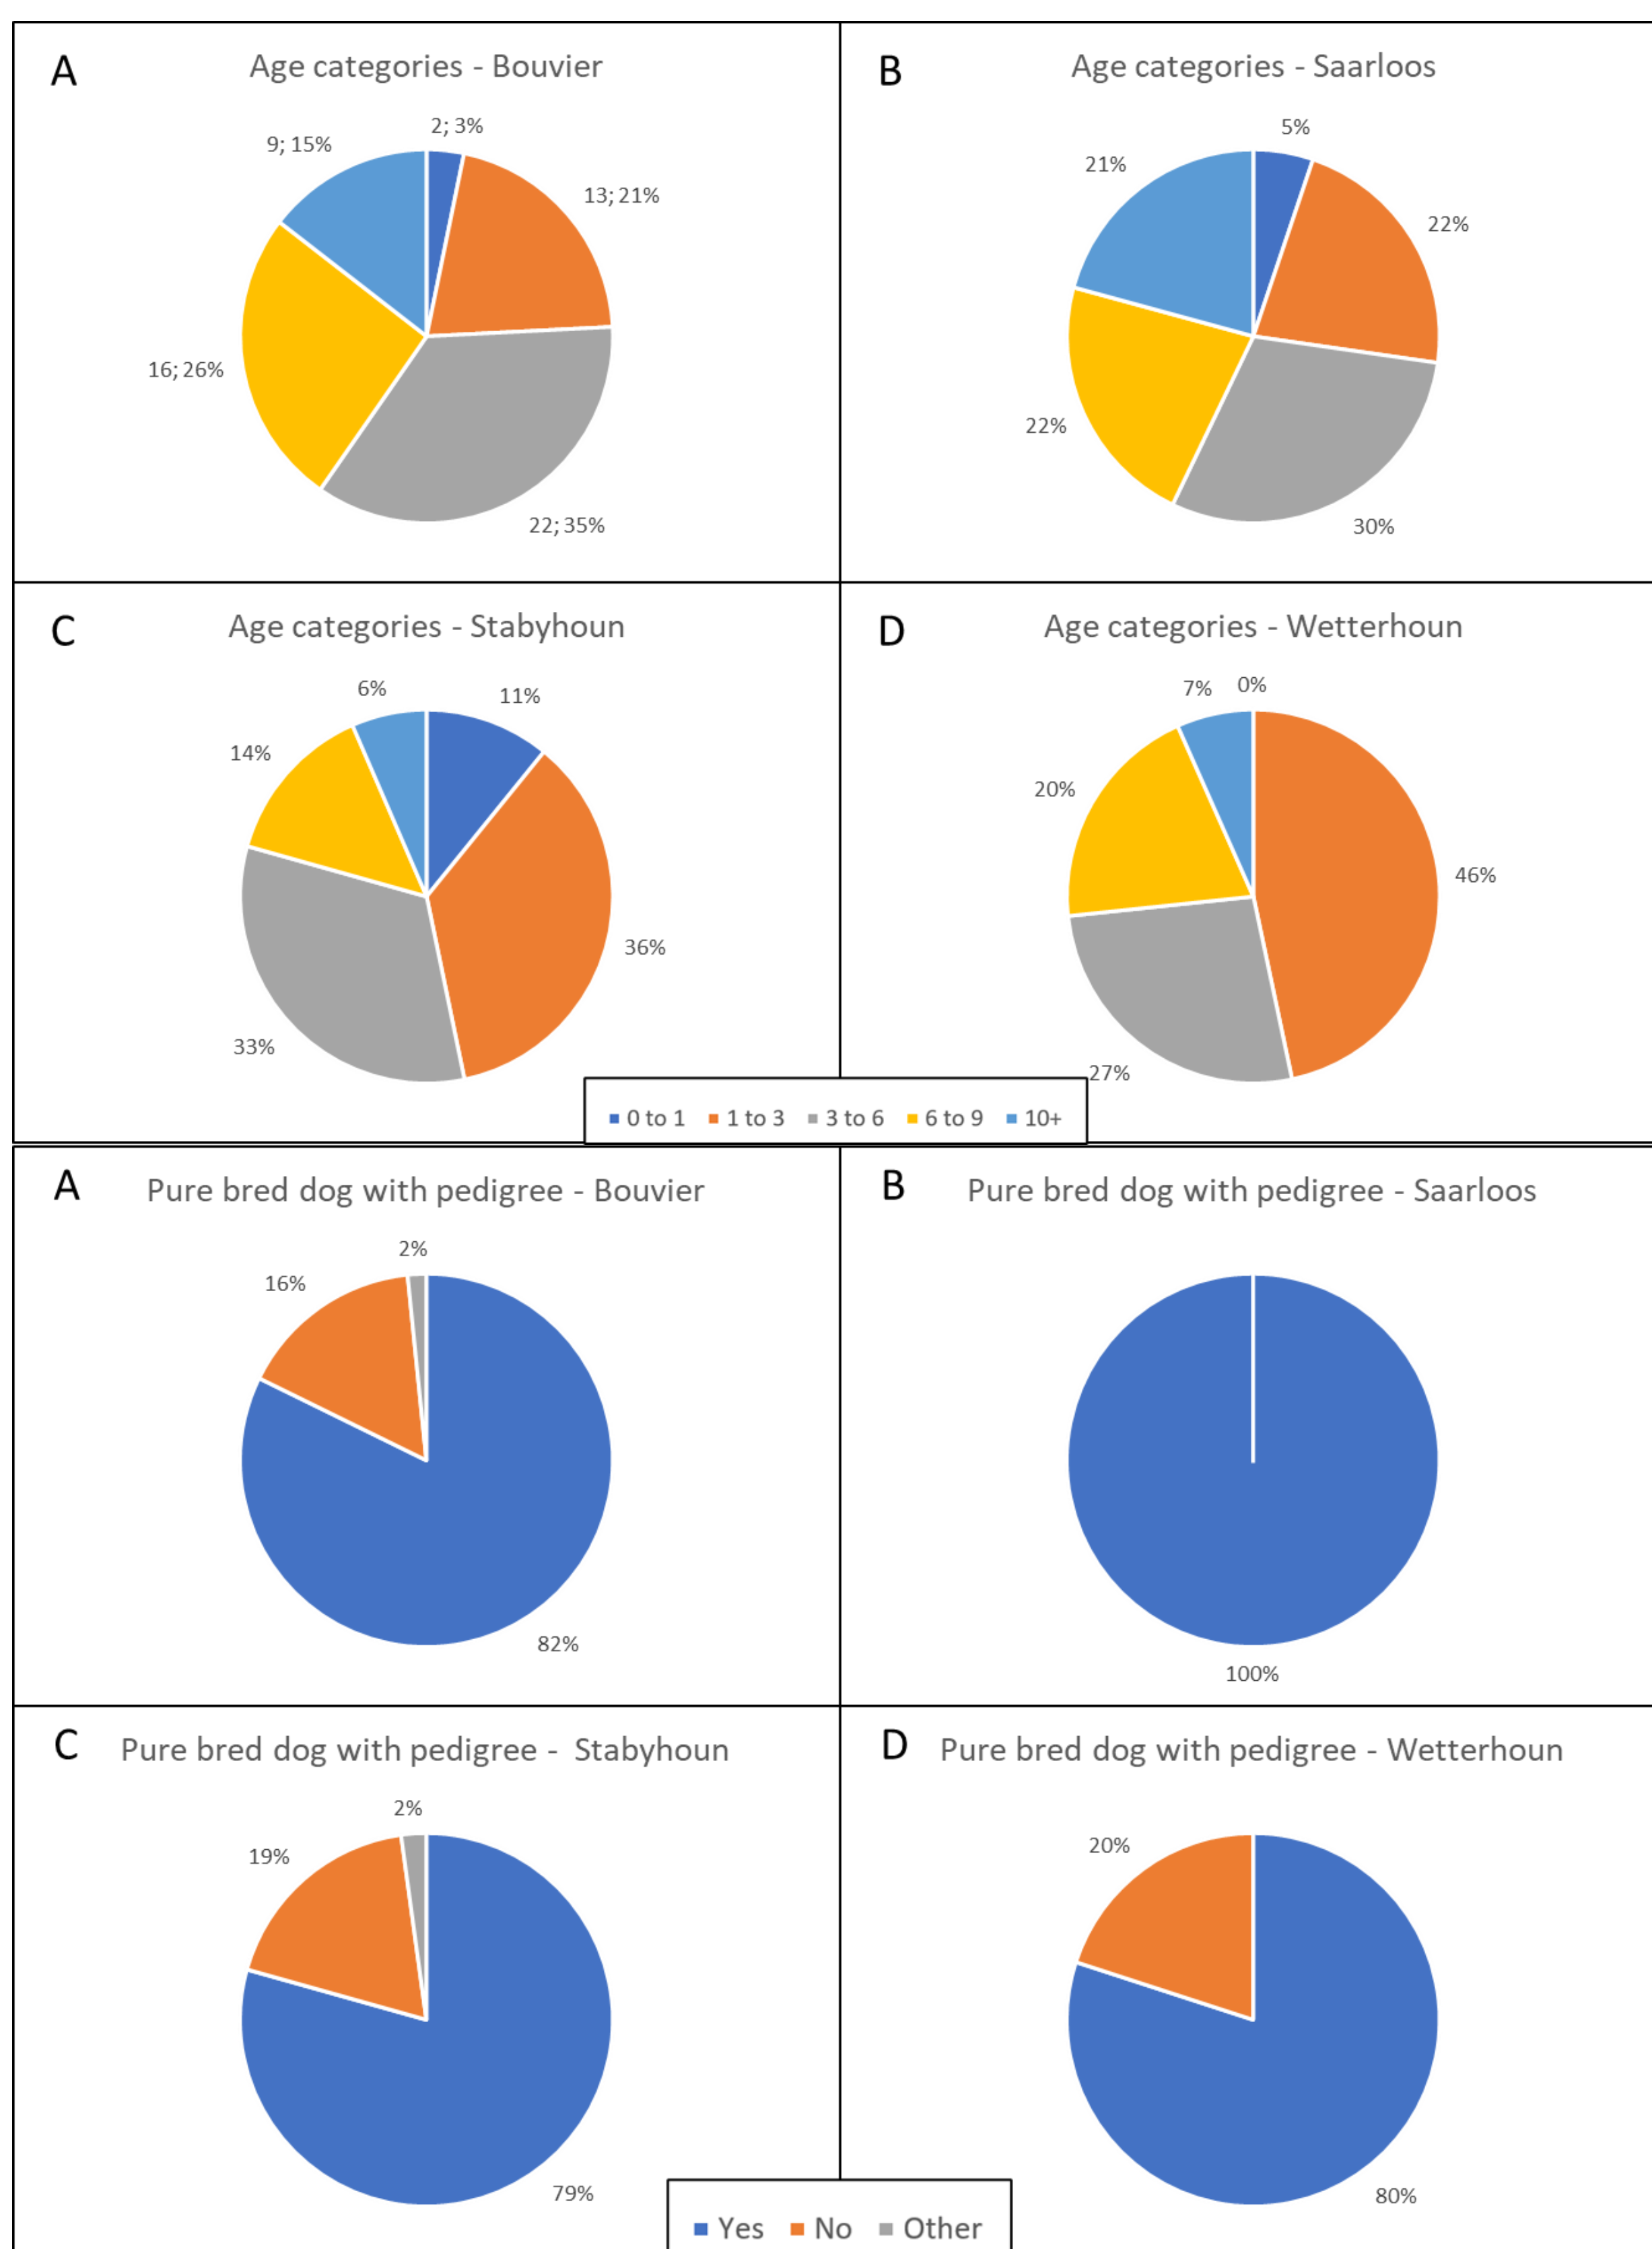 A
Age categories - Bouvier
2; 3%
9; 15%
13; 21%
16; 26%
22; 35%
B
Age categories - Saarloos
5%
21%
22%
22%
30%
C
Age categories - Stabyhoun
6%
11%
14%
36%
33%
D
Age categories - Wetterhoun
7%
0%
20%
46%
27%
0 to 1 1 to 3 3 to 6 6 to 9 10+
A
Pure bred dog with pedigree - Bouvier
2%
16%
82%
B
Pure bred dog with pedigree - Saarloos
100%
C
Pure bred dog with pedigree - Stabyhoun
2%
19%
79%
D
Pure bred dog with pedigree - Wetterhoun
20%
80%
Yes No Other